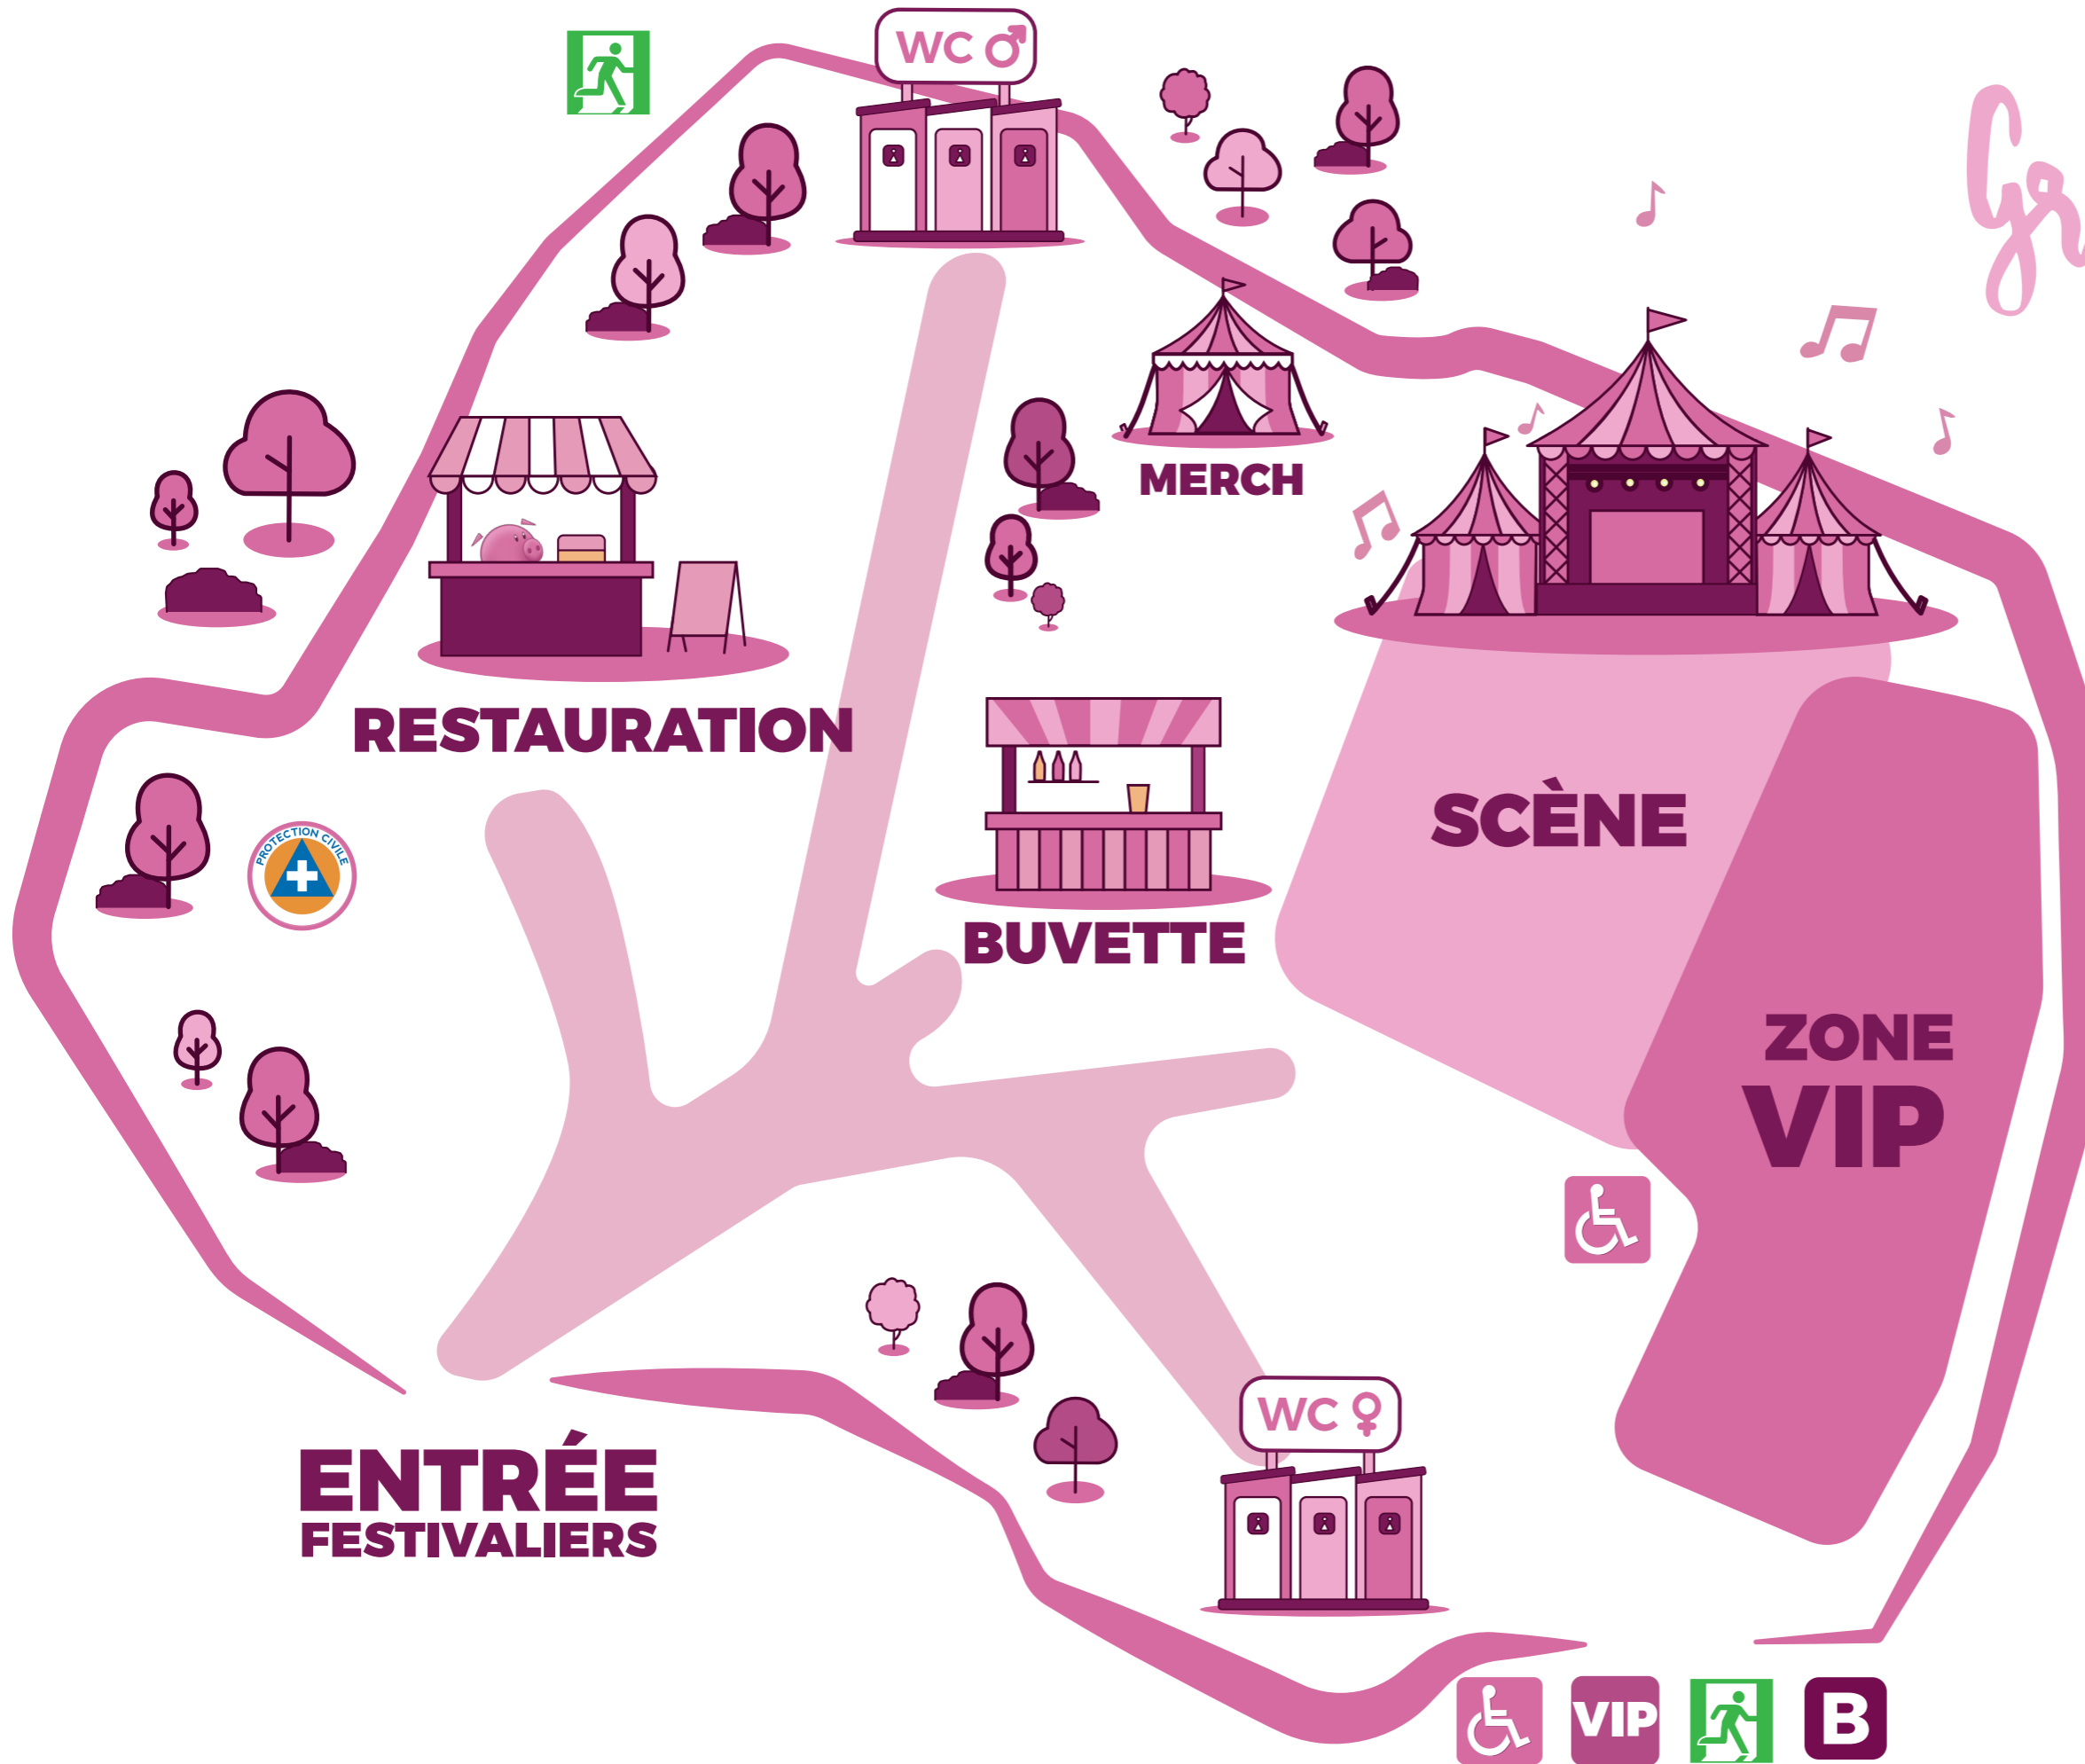 WC
MERCH
RESTAURATION
SCÈNE
PROTECTION CIVILE
BUVETTE
ZONE
VIP
WC
ENTRÉE
FESTIVALIERS
VIP
B